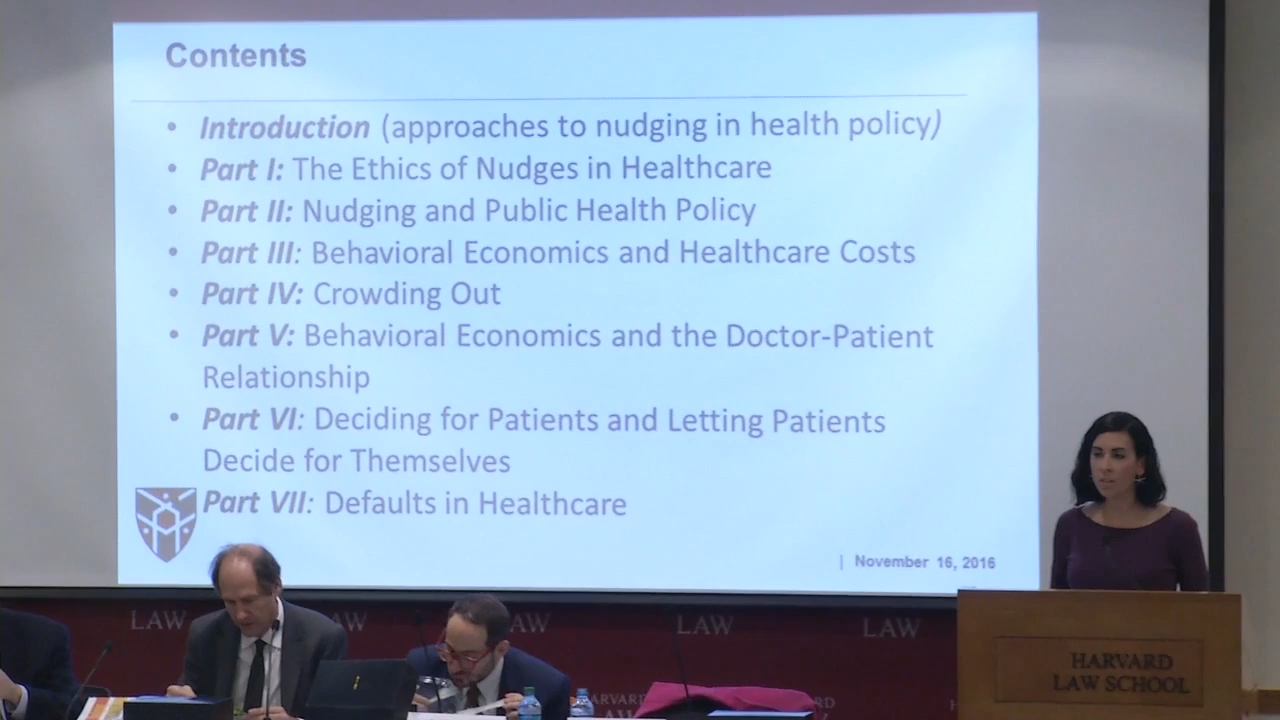 Contents
• Introduction (approaches to nudging in health policy)
• Part I: The Ethics of Nudges in Healthcare
• Part II: Nudging and Public Health Policy
• Part III: Behavioral Economics and Healthcare Costs
• Part IV: Crowding Out
• Part V: Behavioral Economics and the Doctor-Patient
Relationship
• Part VI: Deciding for Patients and Letting Patients
Decide for Themselves
Part VII: Defaults in Healthcare
| November 16, 2016
LAW LAW LAW LAW LAW
HARVARD
LAW SCHOOL